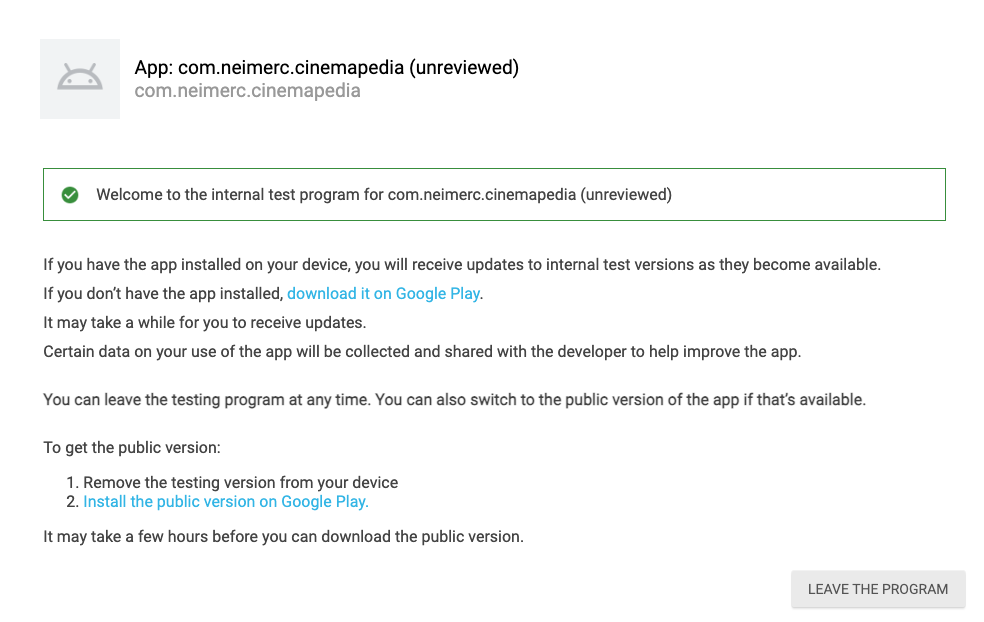 App: com.neimerc.cinemapedia (unreviewed)
com.neimerc.cinemapedia
Welcome to the internal test program for com.neimerc.cinemapedia (unreviewed)
If you have the app installed on your device, you will receive updates to internal test versions as they become available.
If you don’t have the app installed, download it on Google Play.
It may take a while for you to receive updates.
Certain data on your use of the app will be collected and shared with the developer to help improve the app.
You can leave the testing program at any time. You can also switch to the public version of the app if that’s available.
To get the public version:
1. Remove the testing version from your device
2. Install the public version on Google Play.
It may take a few hours before you can download the public version.
LEAVE THE PROGRAM